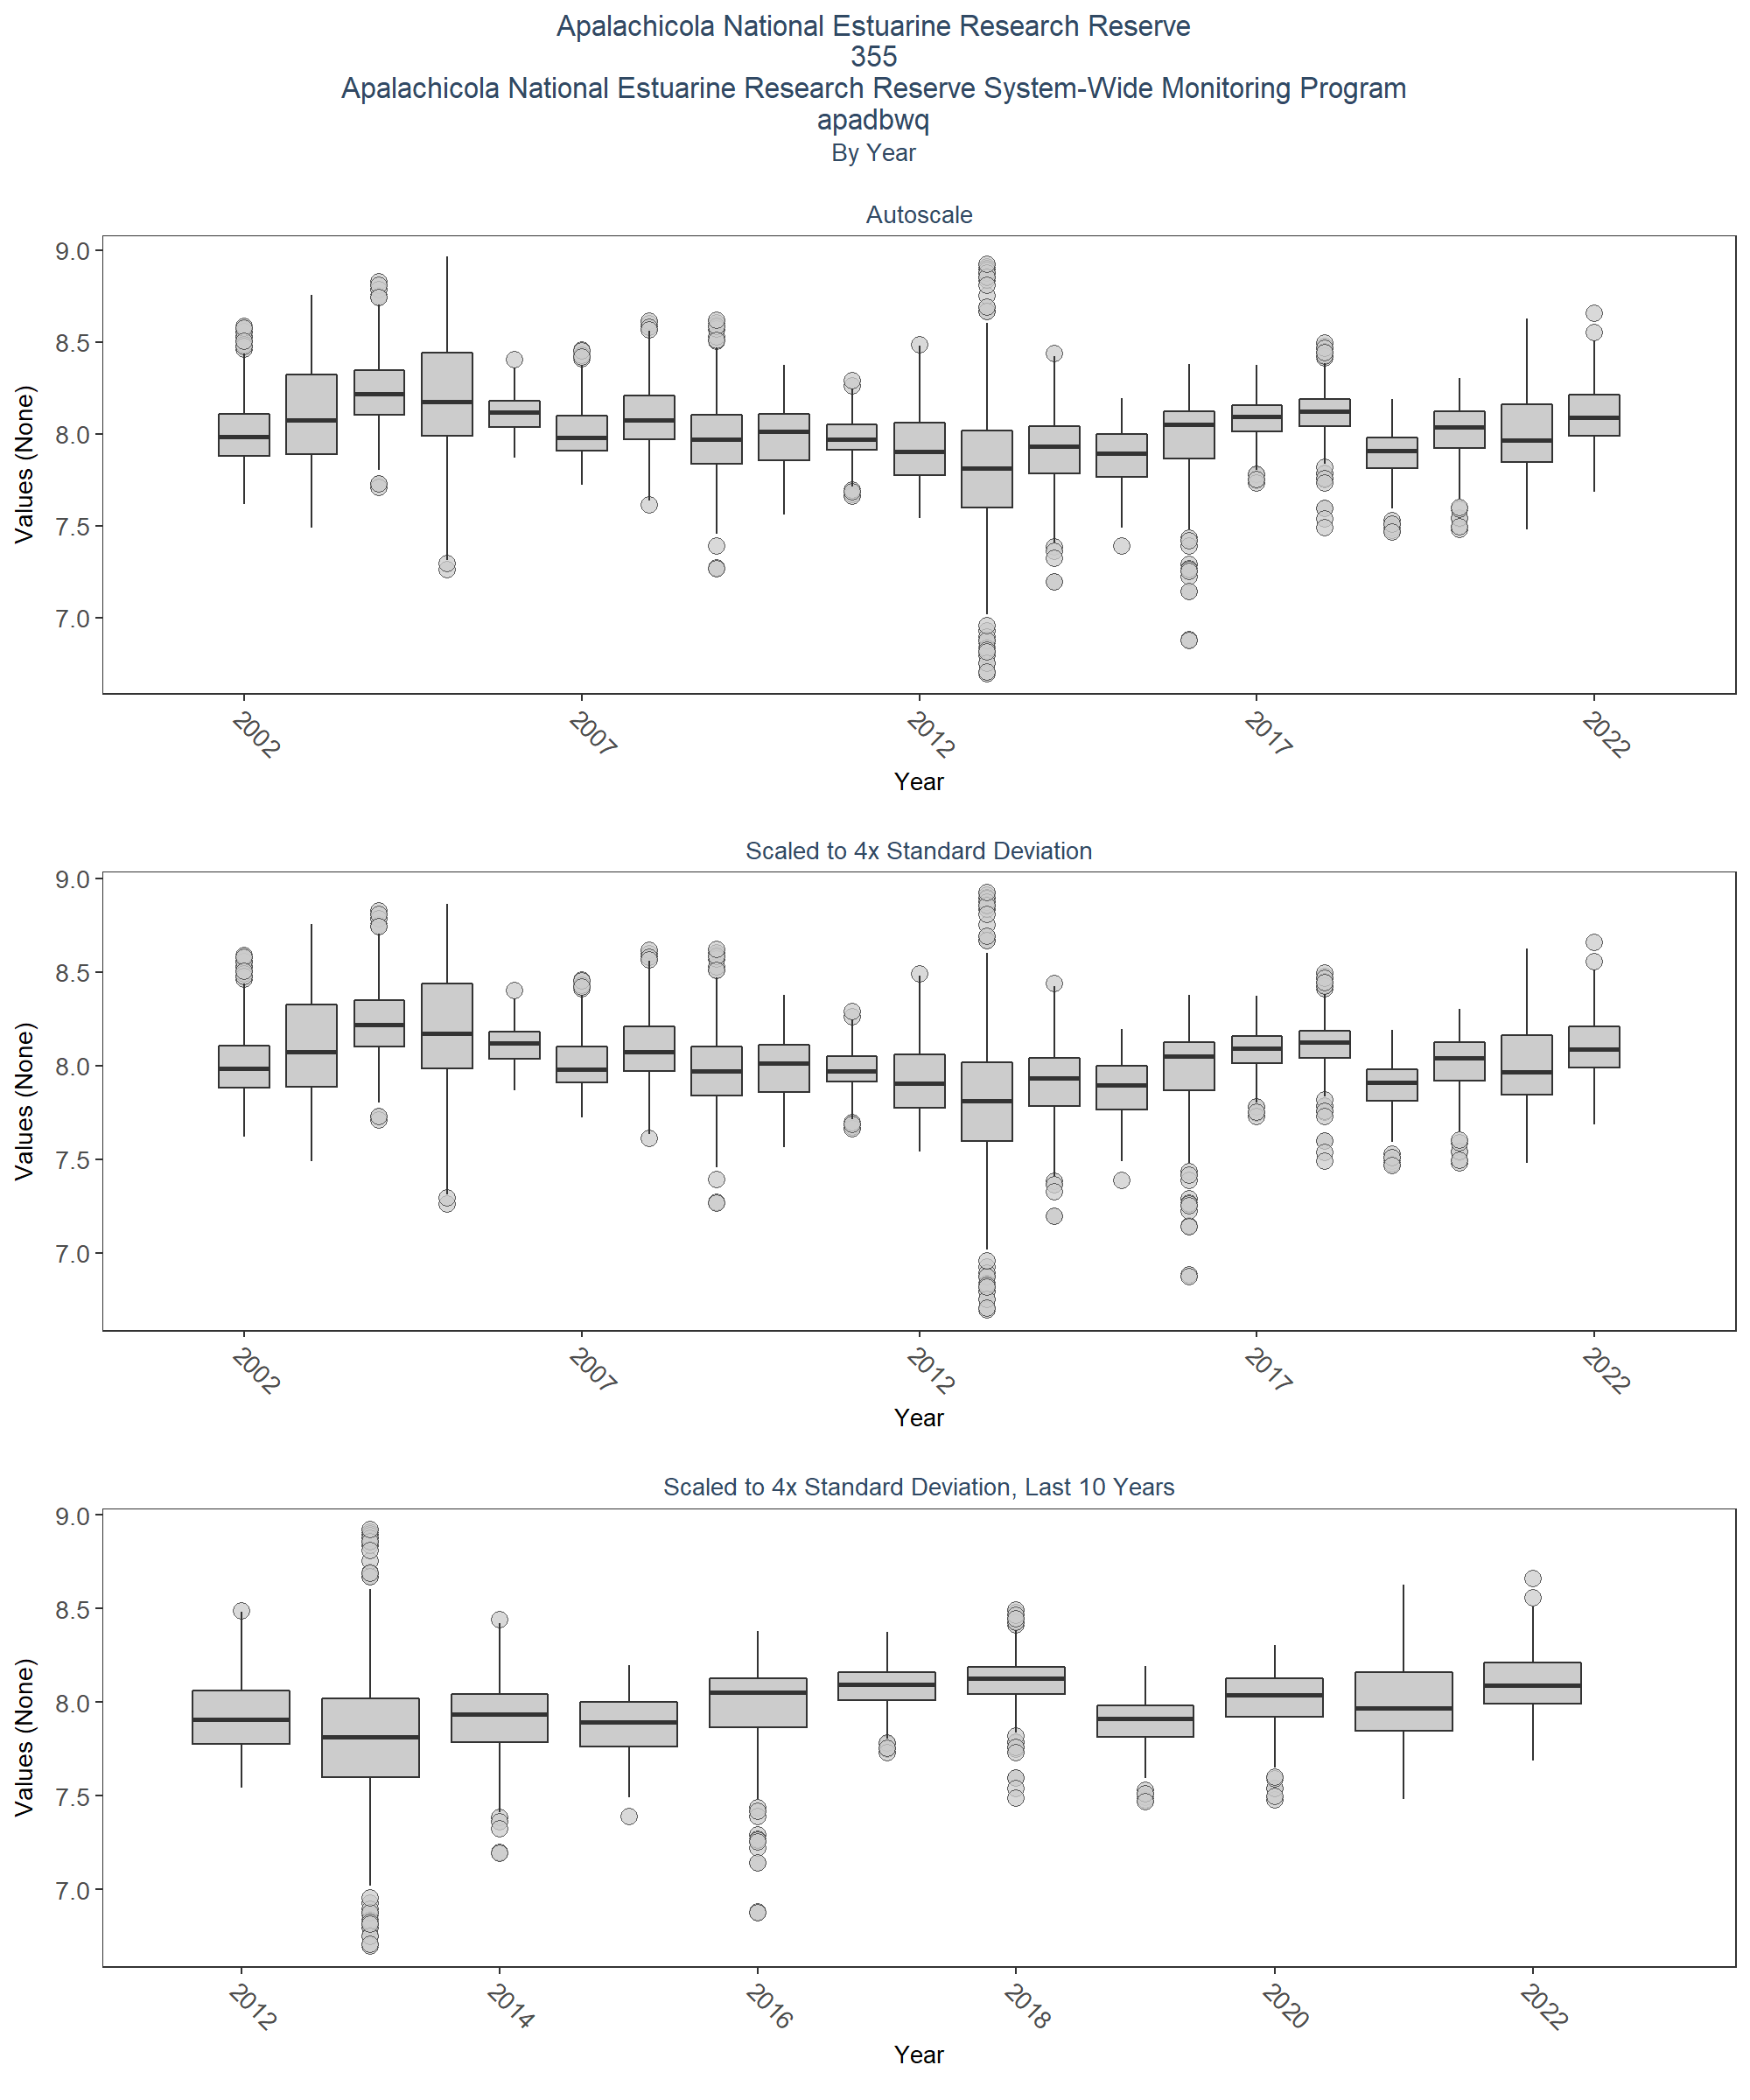 Apalachicola National Estuarine Research Reserve
355
Apalachicola National Estuarine Research Reserve System-Wide Monitoring Program
apadbwq
By Year
Autoscale
Values (None)
9.0
8.5
8.0
7.5
7.0
2002
2007
2012
2017
2022
Year
Scaled to 4x Standard Deviation
Values (None)
9.0
8.5
8.0
7.5
7.0
2002
2007
2012
2017
2022
Year
Scaled to 4x Standard Deviation, Last 10 Years
Values (None)
9.0
8.5
8.0
7.5
7.0
2012
2014
2016
2018
2020
2022
Year